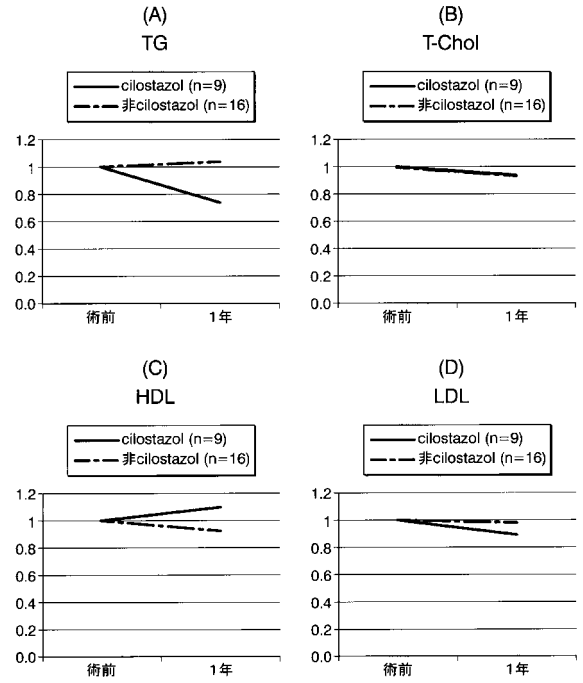 (A)
TG
cilostazol (n=9)
非cilostazol (n=16)
1.2
1
0.8
0.6
0.4
0.2
0.0
術前 1年
(B)
T-Chol
cilostazol (n=9)
非cilostazol (n=16)
1.2
1
0.8
0.6
0.4
0.2
0.0
術前 1年
(C)
HDL
cilostazol (n=9)
非cilostazol (n=16)
1.2
1
0.8
0.6
0.4
0.2
0.0
術前 1年
(D)
LDL
cilostazol (n=9)
非cilostazol (n=16)
1.2
1
0.8
0.6
0.4
0.2
0.0
術前 1年